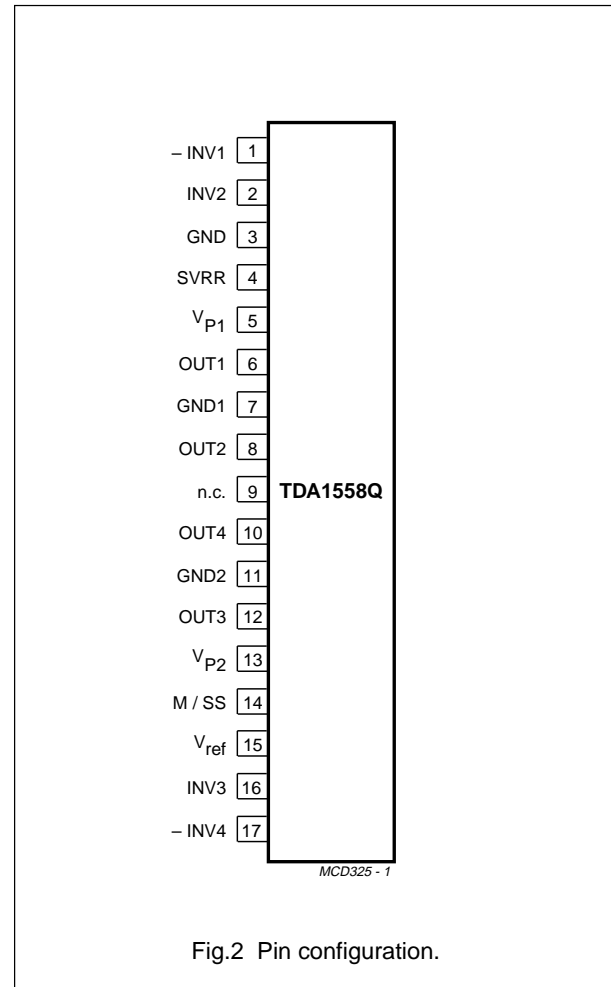 – INV1 1
INV2 2
GND 3
SVRR 4
VP1 5
OUT1 6
GND1 7
OUT2 8
n.c. 9 TDA1558Q
OUT4 10
GND2 11
OUT3 12
VP2 13
M / SS 14
Vref 15
INV3 16
– INV4 17
MCD325 - 1
Fig.2 Pin configuration.